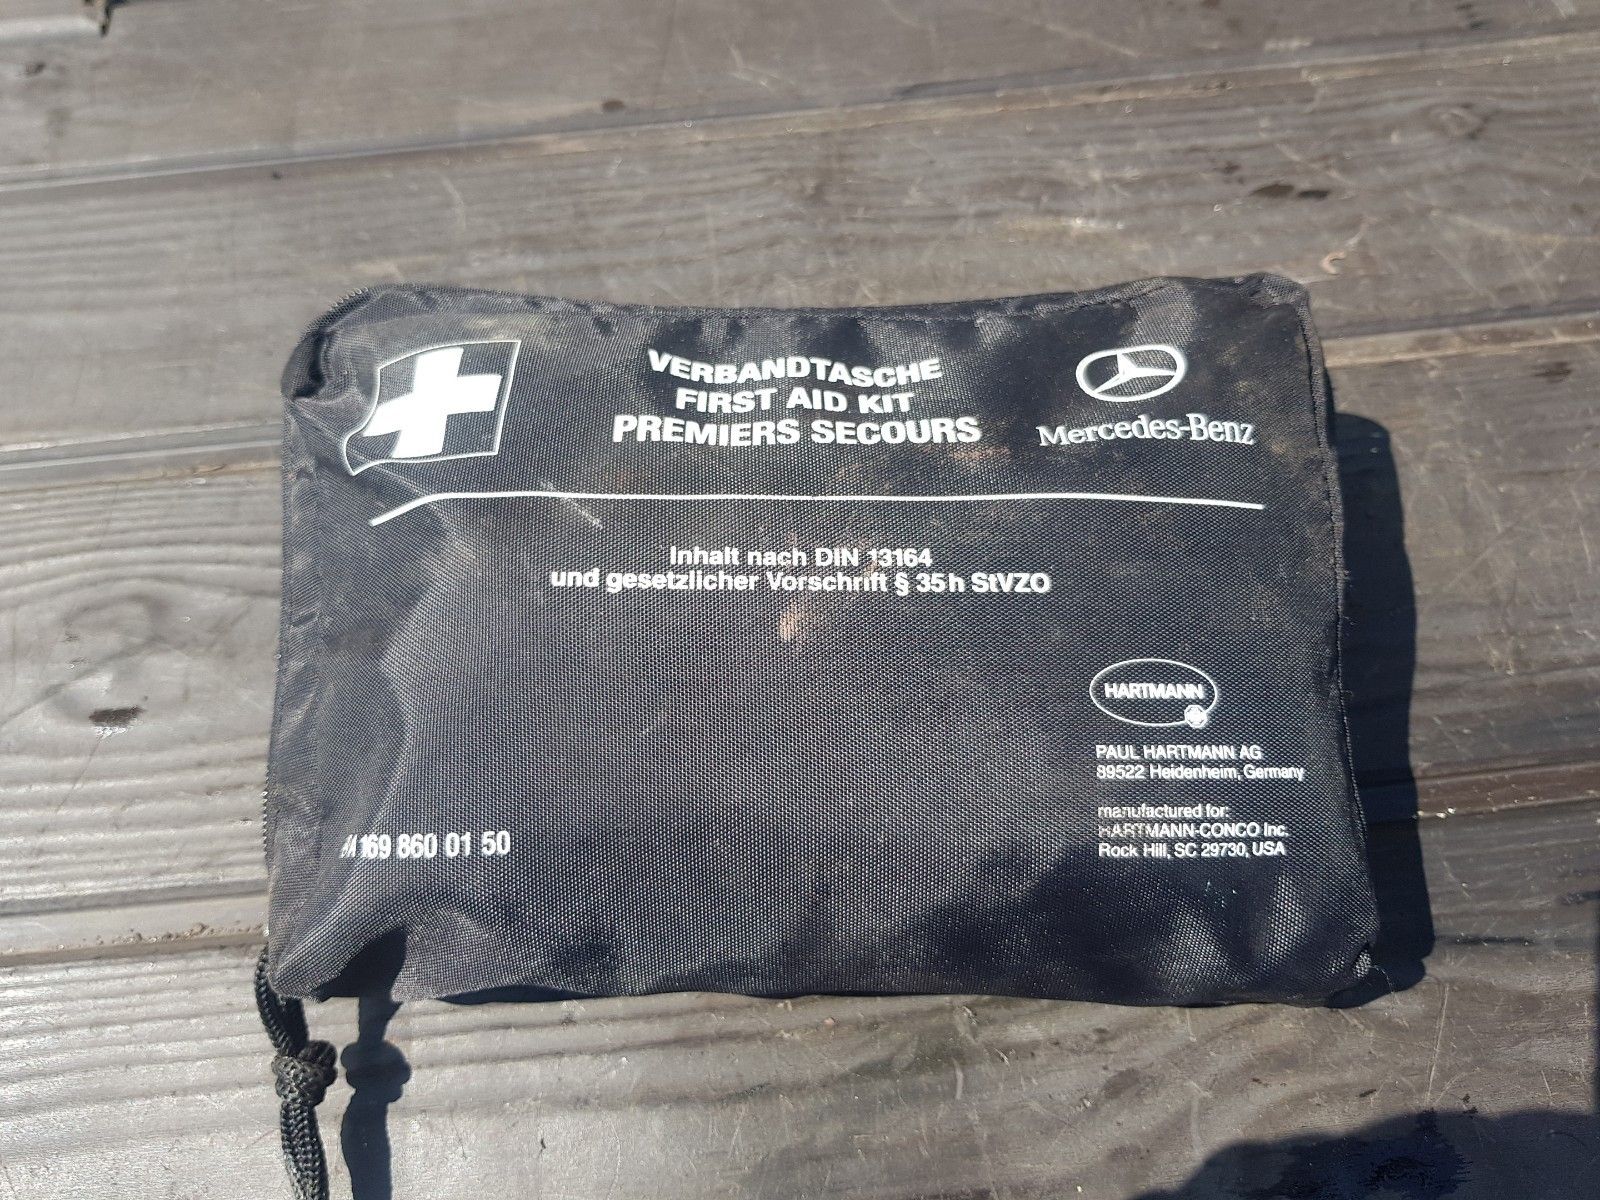 VERBANDTASCHE
FIRST AID KIT
PREMIERS SECOURS
Mercedes-Benz
Inhalt nach DIN 13164
und gesetzlicher Vorschrift § 35h StVZO
HARTMANN
PAUL HARTMANN AG
89522 Heidenheim, Germany
manufactured for:
HARTMANN-CONCO Inc.
Rock Hill, SC 29730, USA
A 169 860 01 50